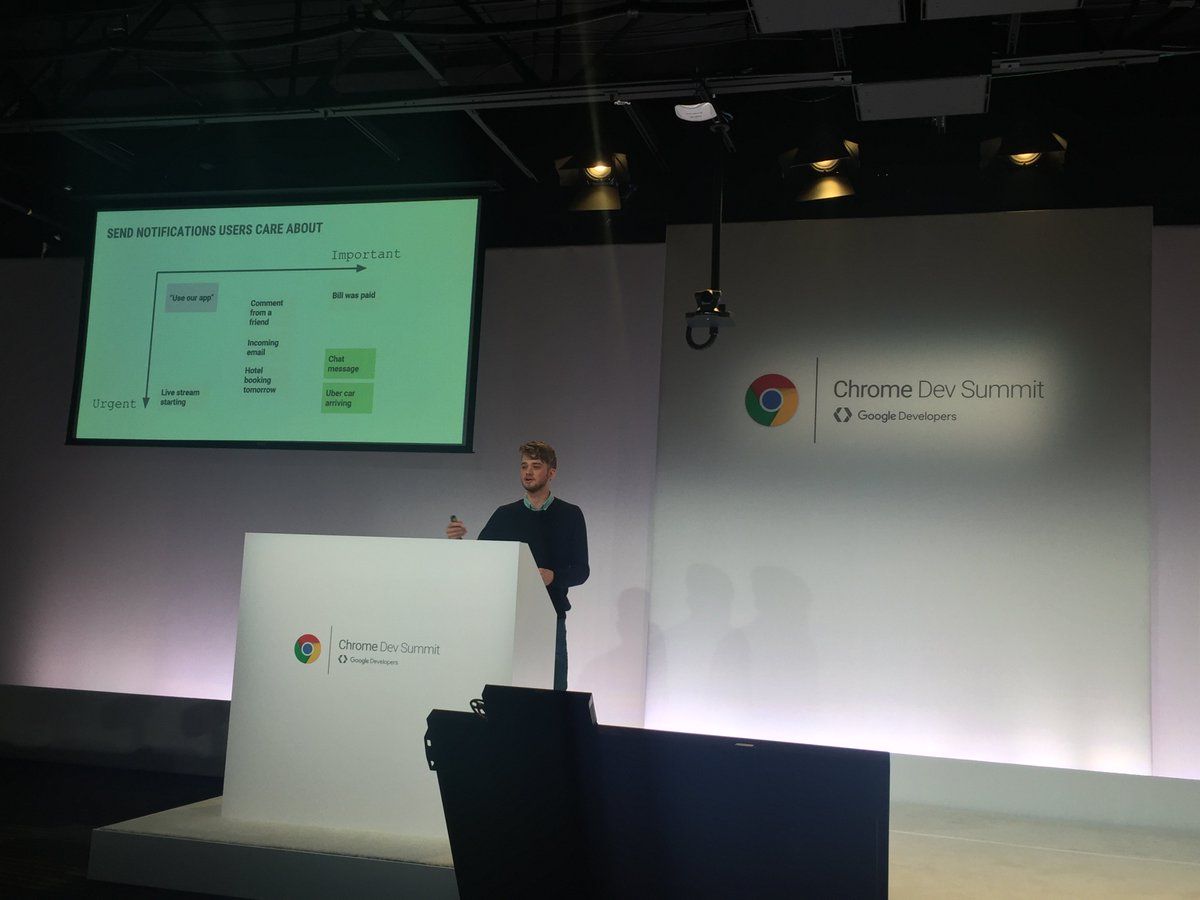 SEND NOTIFICATIONS USERS CARE ABOUT
Important
"Use our app"
Comment
from a
friend
Bill was paid
Incoming
email
Chat
message
Hotel
booking
tomorrow
Uber car
arriving
Live stream
starting
Urgent
Chrome Dev Summit
Google Developers
Chrome Dev Summit
Google Developers